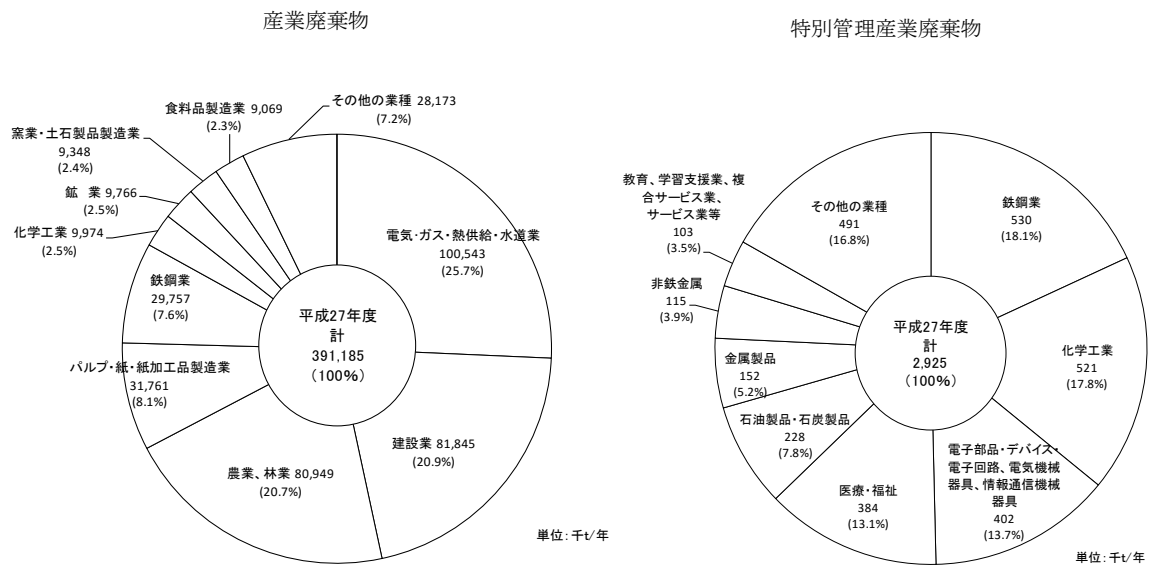 産業廃棄物
食料品製造業 9,069
(2.3%)
その他の業種 28,173
(7.2%)
窯業・土石製品製造業
9,348
(2.4%)
鉱 業 9,766
(2.5%)
化学工業 9,974
(2.5%)
鉄鋼業
29,757
(7.6%)
パルプ・紙・紙加工品製造業
31,761
(8.1%)
農業、林業 80,949
(20.7%)
建設業 81,845
(20.9%)
電気・ガス・熱供給・水道業
100,543
(25.7%)
平成27年度
計
391,185
(100%)
単位：千t/年
特別管理産業廃棄物
教育、学習支援業、複
合サービス業、
サービス業等
103
(3.5%)
その他の業種
491
(16.8%)
鉄鋼業
530
(18.1%)
非鉄金属
115
(3.9%)
金属製品
152
(5.2%)
石油製品・石炭製品
228
(7.8%)
医療・福祉
384
(13.1%)
電子部品・デバイス・
電子回路、電気機械
器具、情報通信機械
器具
402
(13.7%)
化学工業
521
(17.8%)
平成27年度
計
2,925
(100%)
単位：千t/年